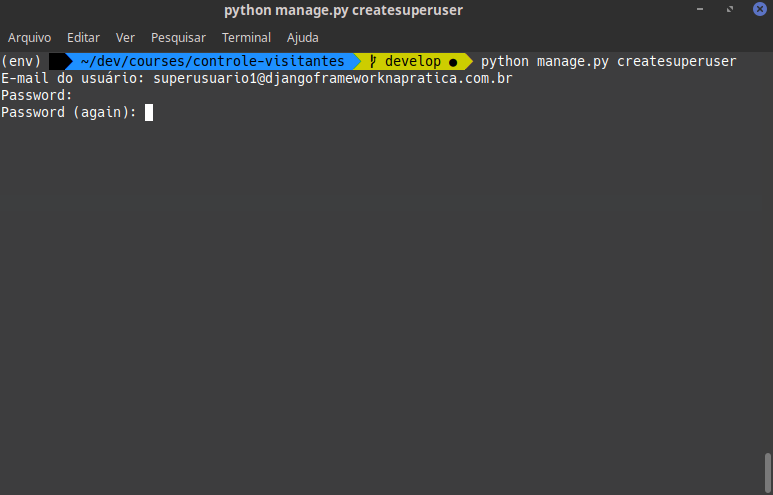 python manage.py createsuperuser
Arquivo Editar Ver Pesquisar Terminal Ajuda
(env) ~/dev/courses/controle-visitantes develop ● python manage.py createsuperuser
E-mail do usuário: superusuario1@djangoframeworknapratica.com.br
Password:
Password (again):